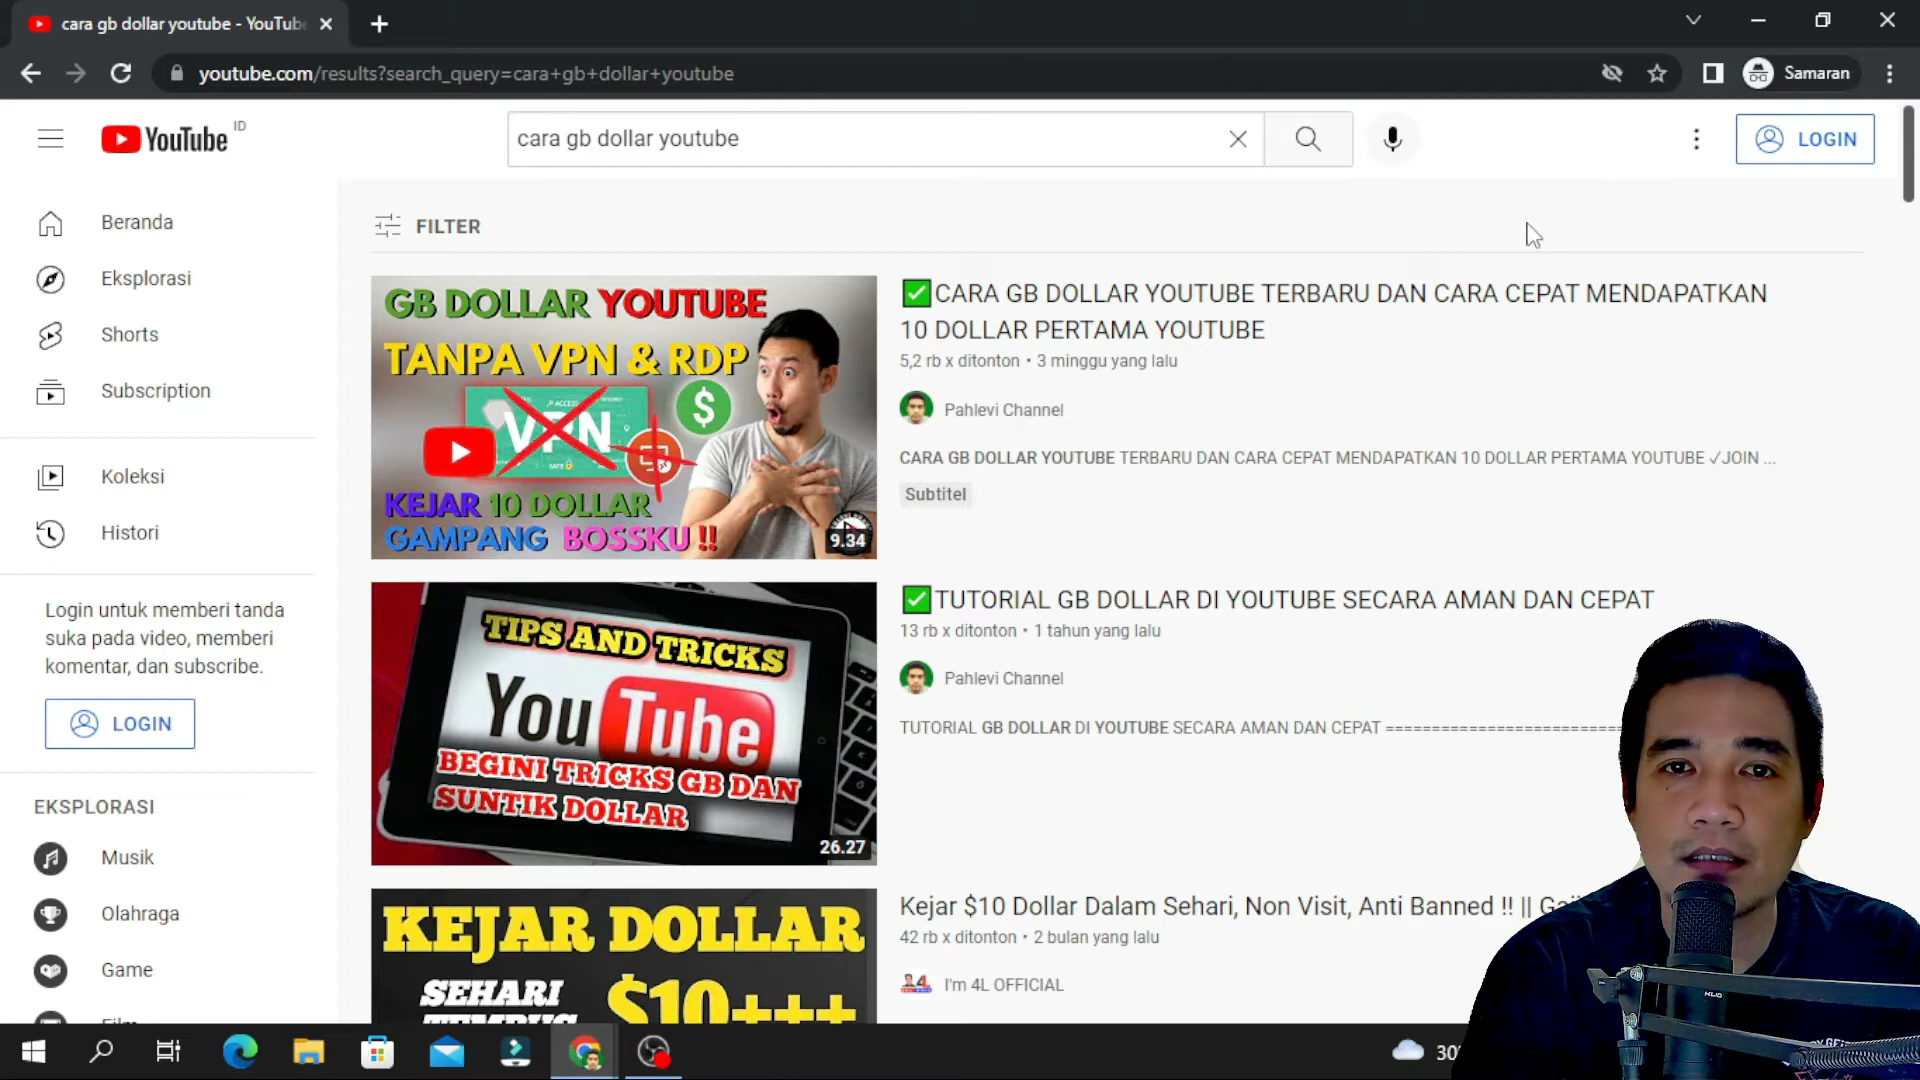 cara gb dollar youtube - YouTube
youtube.com/results?search_query=cara+gb+dollar+youtube
Samaran
YouTube ID
cara gb dollar youtube
LOGIN
Beranda
Eksplorasi
Shorts
Subscription
Koleksi
Histori
Login untuk memberi tanda
suka pada video, memberi
komentar, dan subscribe.
LOGIN
EKSPLORASI
Musik
Olahraga
Game
FILTER
GB DOLLAR YOUTUBE
TANPA VPN & RDP
ACCESS
VPN
SAFE
$
KEJAR 10 DOLLAR
GAMPANG BOSSKU !!
9.34
✅CARA GB DOLLAR YOUTUBE TERBARU DAN CARA CEPAT MENDAPATKAN
10 DOLLAR PERTAMA YOUTUBE
5,2 rb x ditonton • 3 minggu yang lalu
Pahlevi Channel
CARA GB DOLLAR YOUTUBE TERBARU DAN CARA CEPAT MENDAPATKAN 10 DOLLAR PERTAMA YOUTUBE ✓JOIN ...
Subtitel
TIPS AND TRICKS
YouTube
BEGINI TRICKS GB DAN
SUNTIK DOLLAR
26.27
✅TUTORIAL GB DOLLAR DI YOUTUBE SECARA AMAN DAN CEPAT
13 rb x ditonton • 1 tahun yang lalu
Pahlevi Channel
TUTORIAL GB DOLLAR DI YOUTUBE SECARA AMAN DAN CEPAT =========================
KEJAR DOLLAR
SEHARI
$10+++
Kejar $10 Dollar Dalam Sehari, Non Visit, Anti Banned !! ||
42 rb x ditonton • 2 bulan yang lalu
I'm 4L OFFICIAL
30